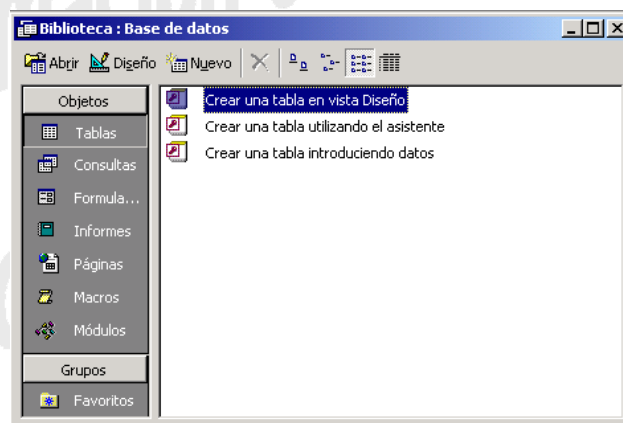 Biblioteca : Base de datos
Abrir Diseño Nuevo
Objetos
Tablas
Consultas
Formula...
Informes
Páginas
Macros
Módulos
Grupos
Favoritos
Crear una tabla en vista Diseño
Crear una tabla utilizando el asistente
Crear una tabla introduciendo datos